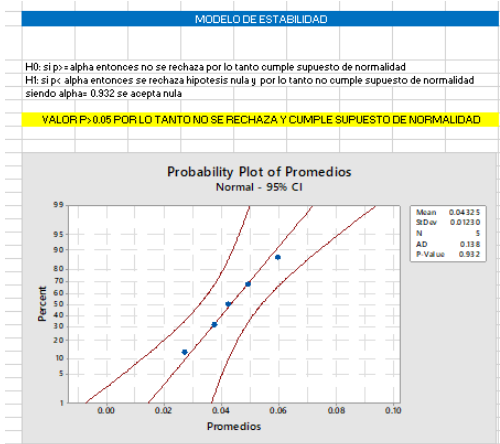 MODELO DE ESTABILIDAD
H0: si p>=alpha entonces no se rechaza por lo tanto cumple supuesto de normalidad
H1: si p< alpha entonces se rechaza hipotesis nula y por lo tanto no cumple supuesto de normalidad
siendo alpha= 0.932 se acepta nula
VALOR P>0.05 POR LO TANTO NO SE RECHAZA Y CUMPLE SUPUESTO DE NORMALIDAD
Probability Plot of Promedios
Normal - 95% CI
Mean 0.04325
StDev 0.01230
N 5
AD 0.138
P-Value 0.932
Percent
99
95
90
80
70
60
50
40
30
20
10
5
1
0.00 0.02 0.04 0.06 0.08 0.10
Promedios